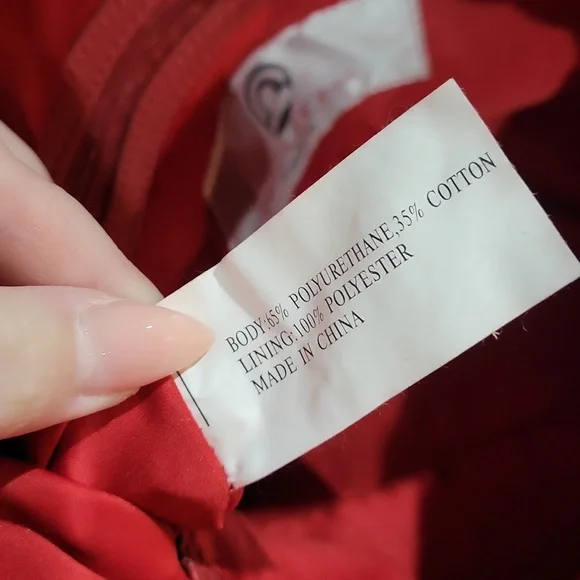 BODY:65% POLYURETHANE,35% COTTON
LINING:100% POLYESTER
MADE IN CHINA